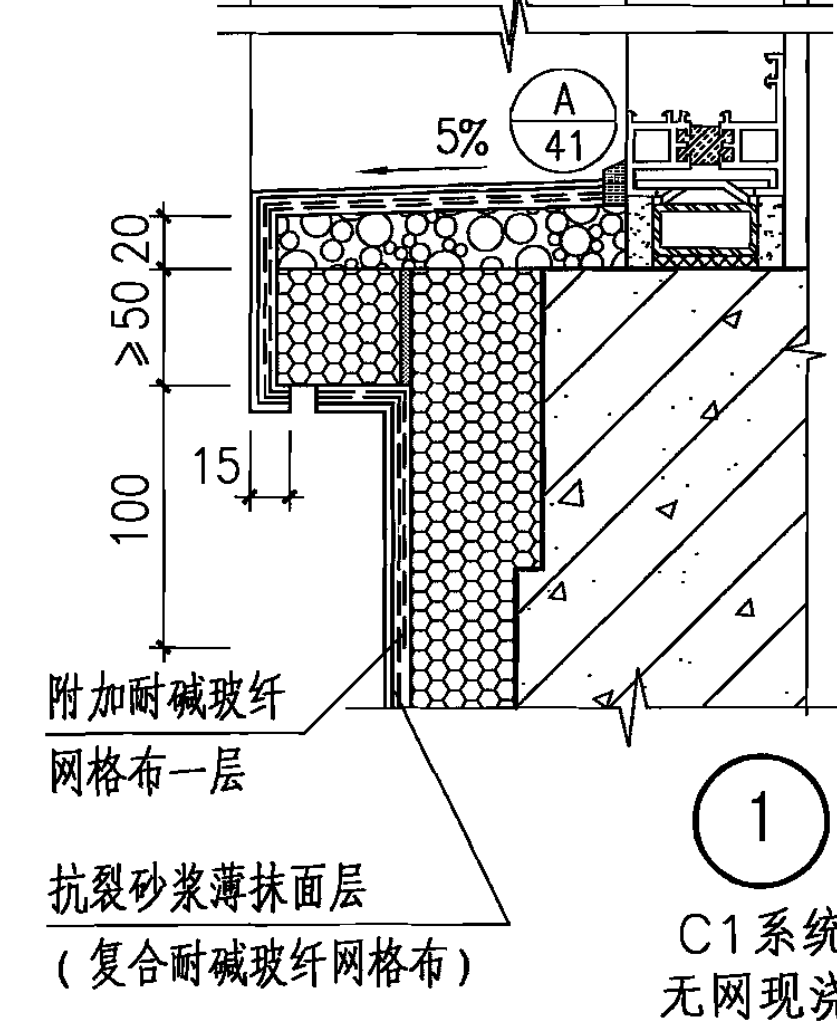 A
41
5%
20
≥50
15
100
附加耐碱玻纤
网格布一层
抗裂砂浆薄抹面层
(复合耐碱玻纤网格布)
1
C1系统
无网现浇